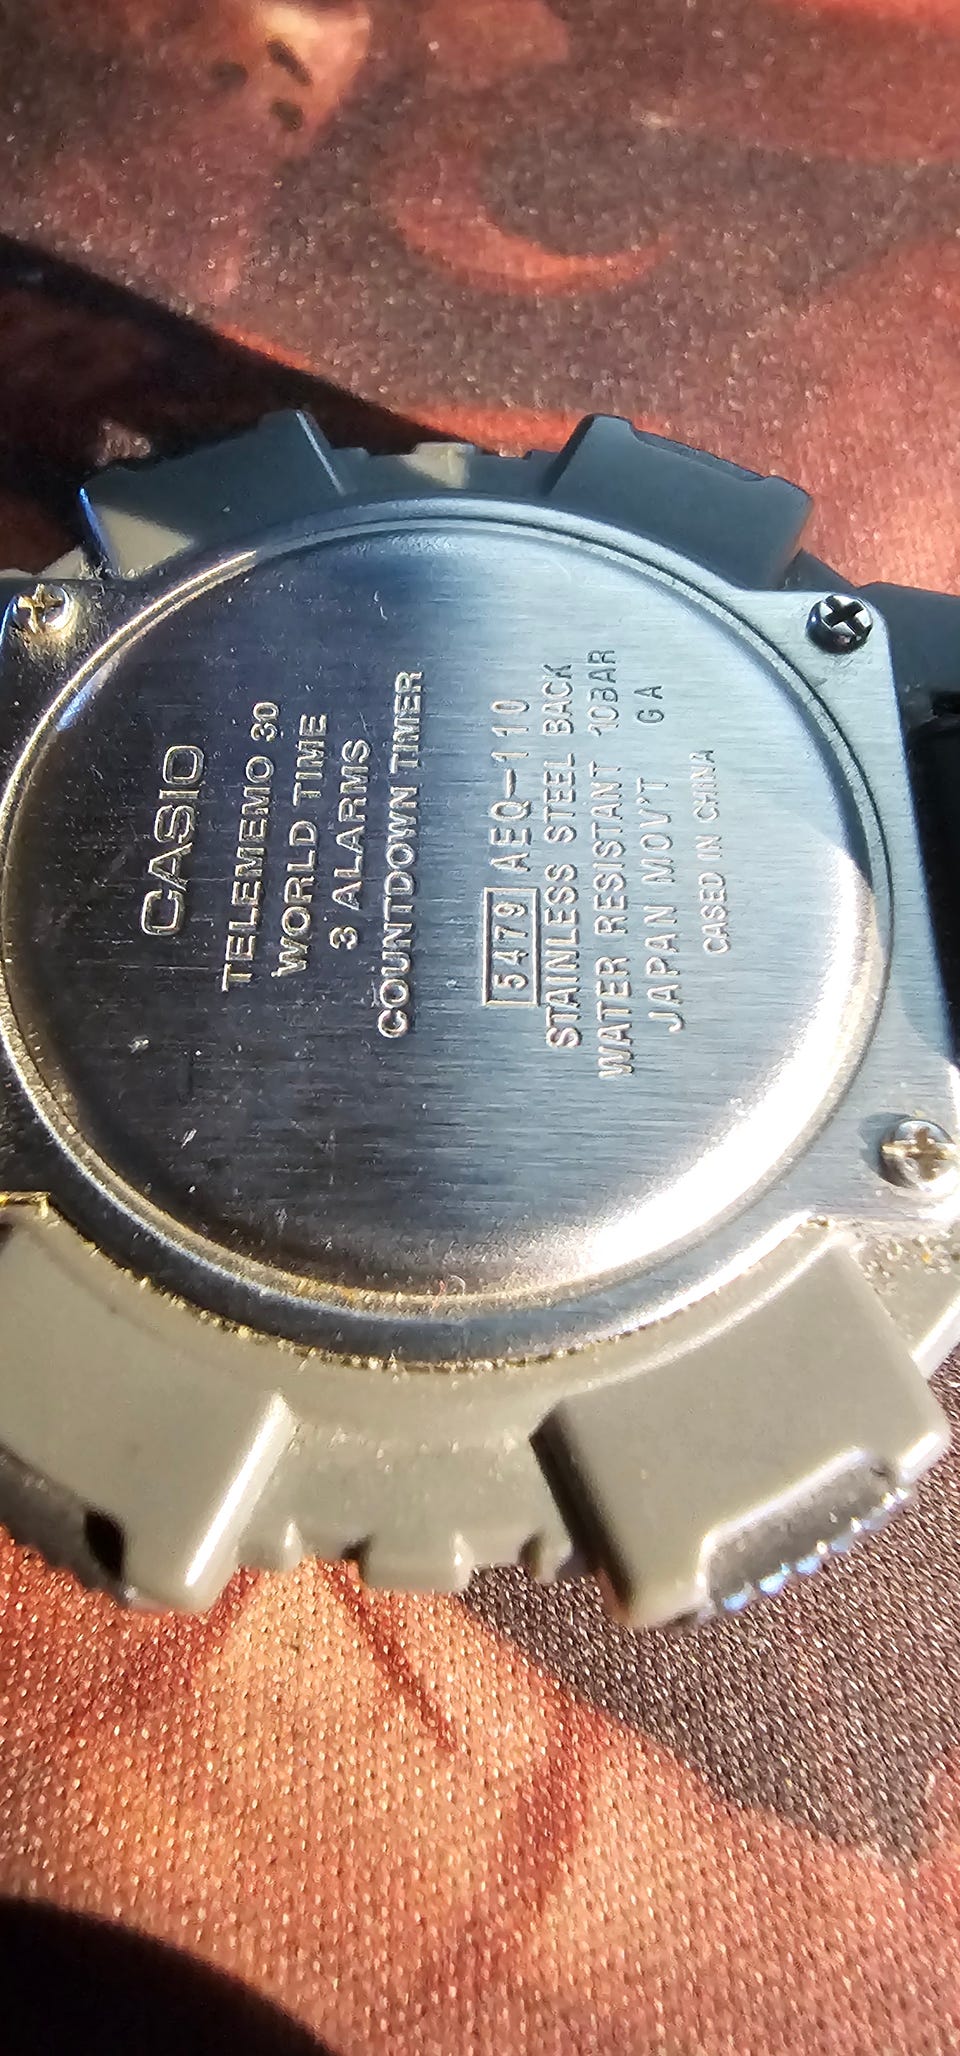 CASIO
TELEMEMO 30
WORLD TIME
3 ALARMS
COUNTDOWN TIMER
5479 AEQ-110
STAINLESS STEEL BACK
WATER RESISTANT 10BAR
JAPAN MOV'T GA
CASED IN CHINA